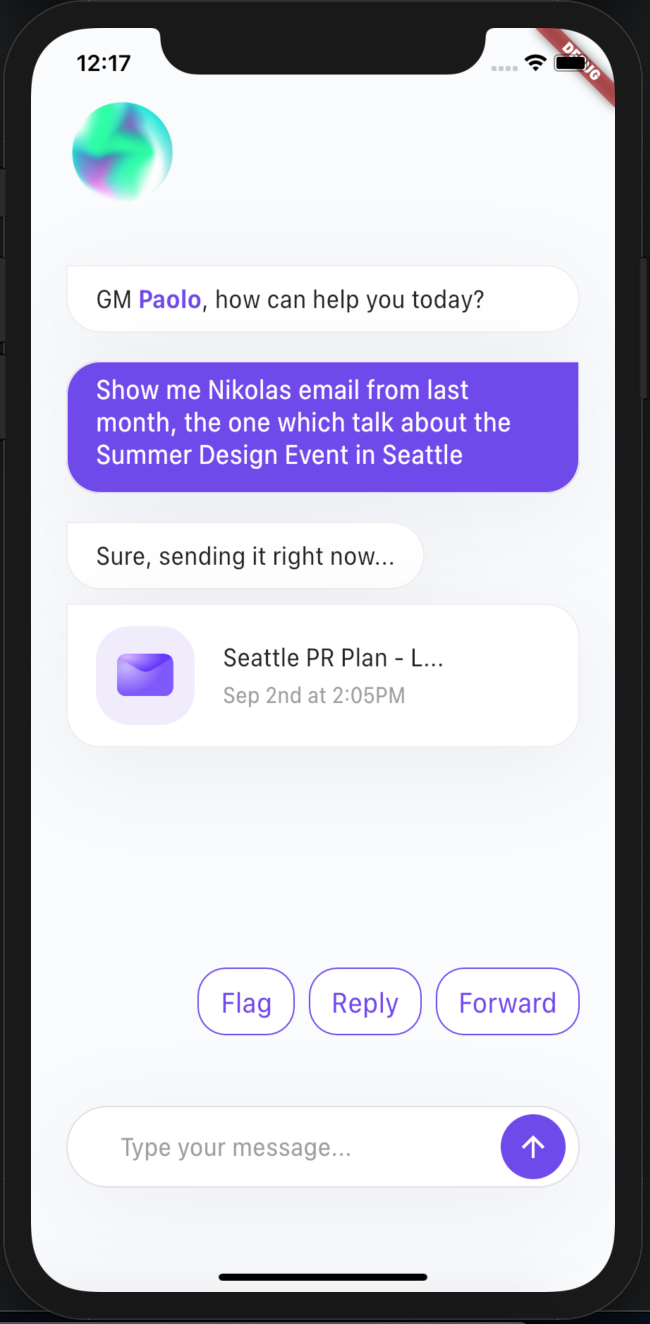 12:17
DEBUG
GM Paolo, how can help you today?
Show me Nikolas email from last
month, the one which talk about the
Summer Design Event in Seattle
Sure, sending it right now...
Seattle PR Plan - L...
Sep 2nd at 2:05PM
Flag
Reply
Forward
Type your message...